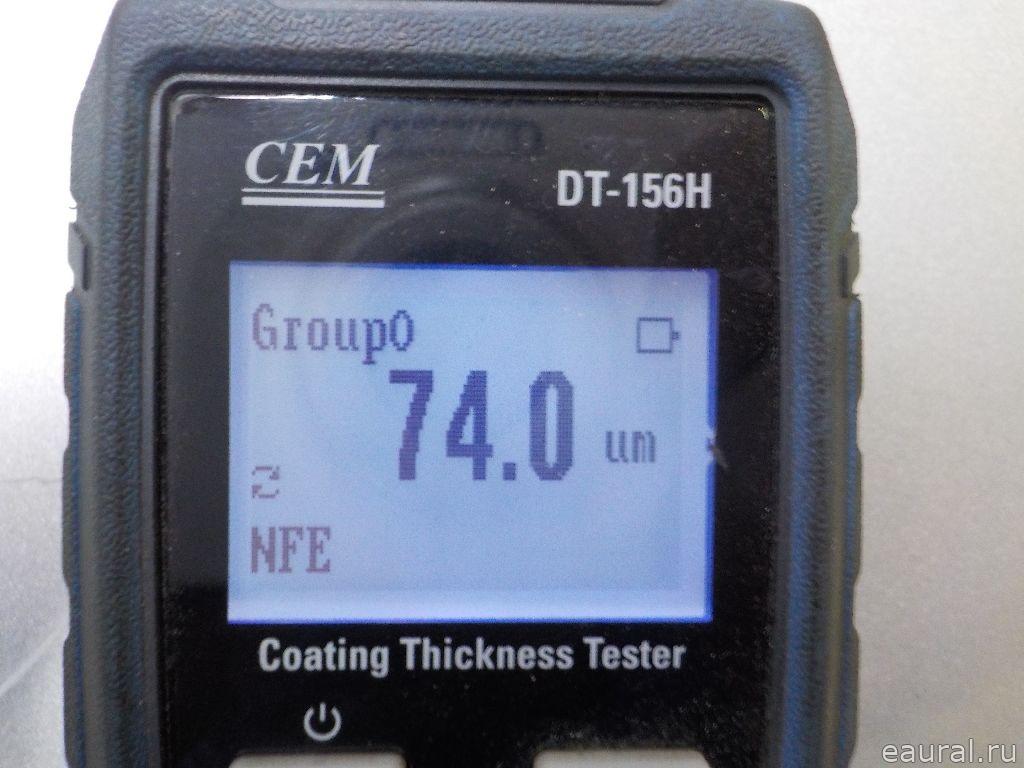 CEM
DT-156H
Group0
74.0 um
NFE
Coating Thickness Tester
eaural.ru